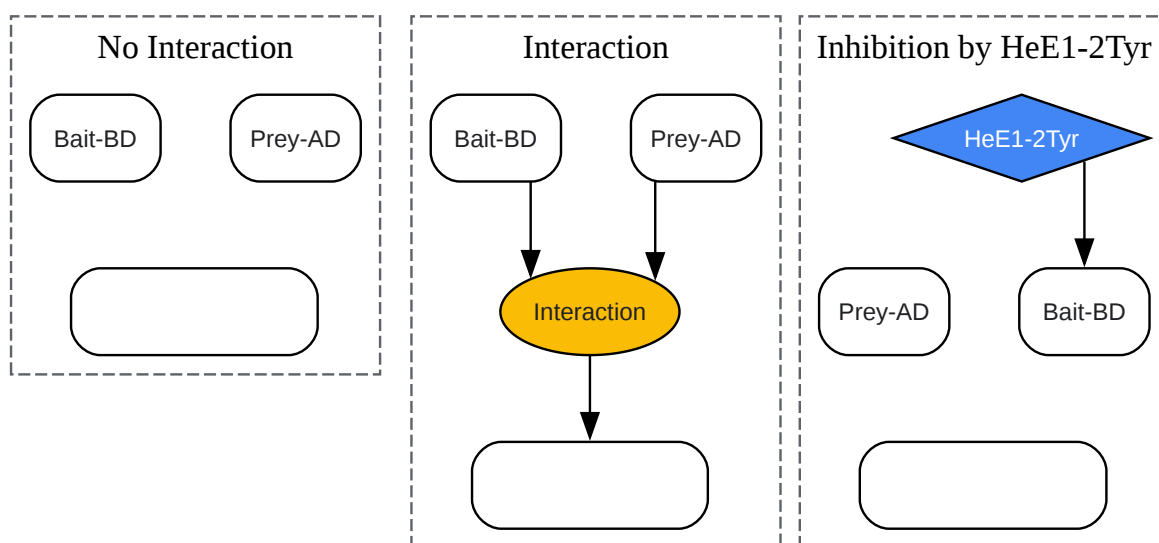 No Interaction
Bait-BD
Prey-AD
Interaction
Bait-BD
Prey-AD
Interaction
Inhibition by HeE1-2Tyr
HeE1-2Tyr
Prey-AD
Bait-BD